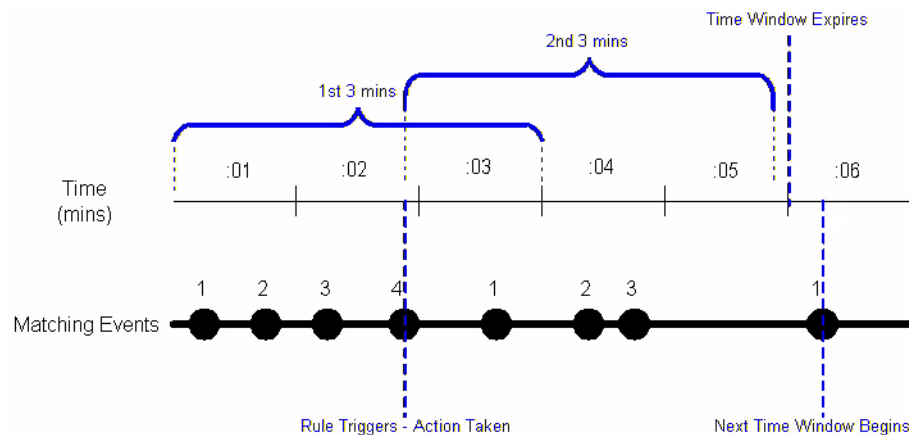 Time Window Expires
2nd 3 mins
1st 3 mins
:01 :02 :03 :04 :05 :06
Time
(mins)
1 2 3 4 1 2 3 1
Matching Events
Rule Triggers - Action Taken
Next Time Window Begins